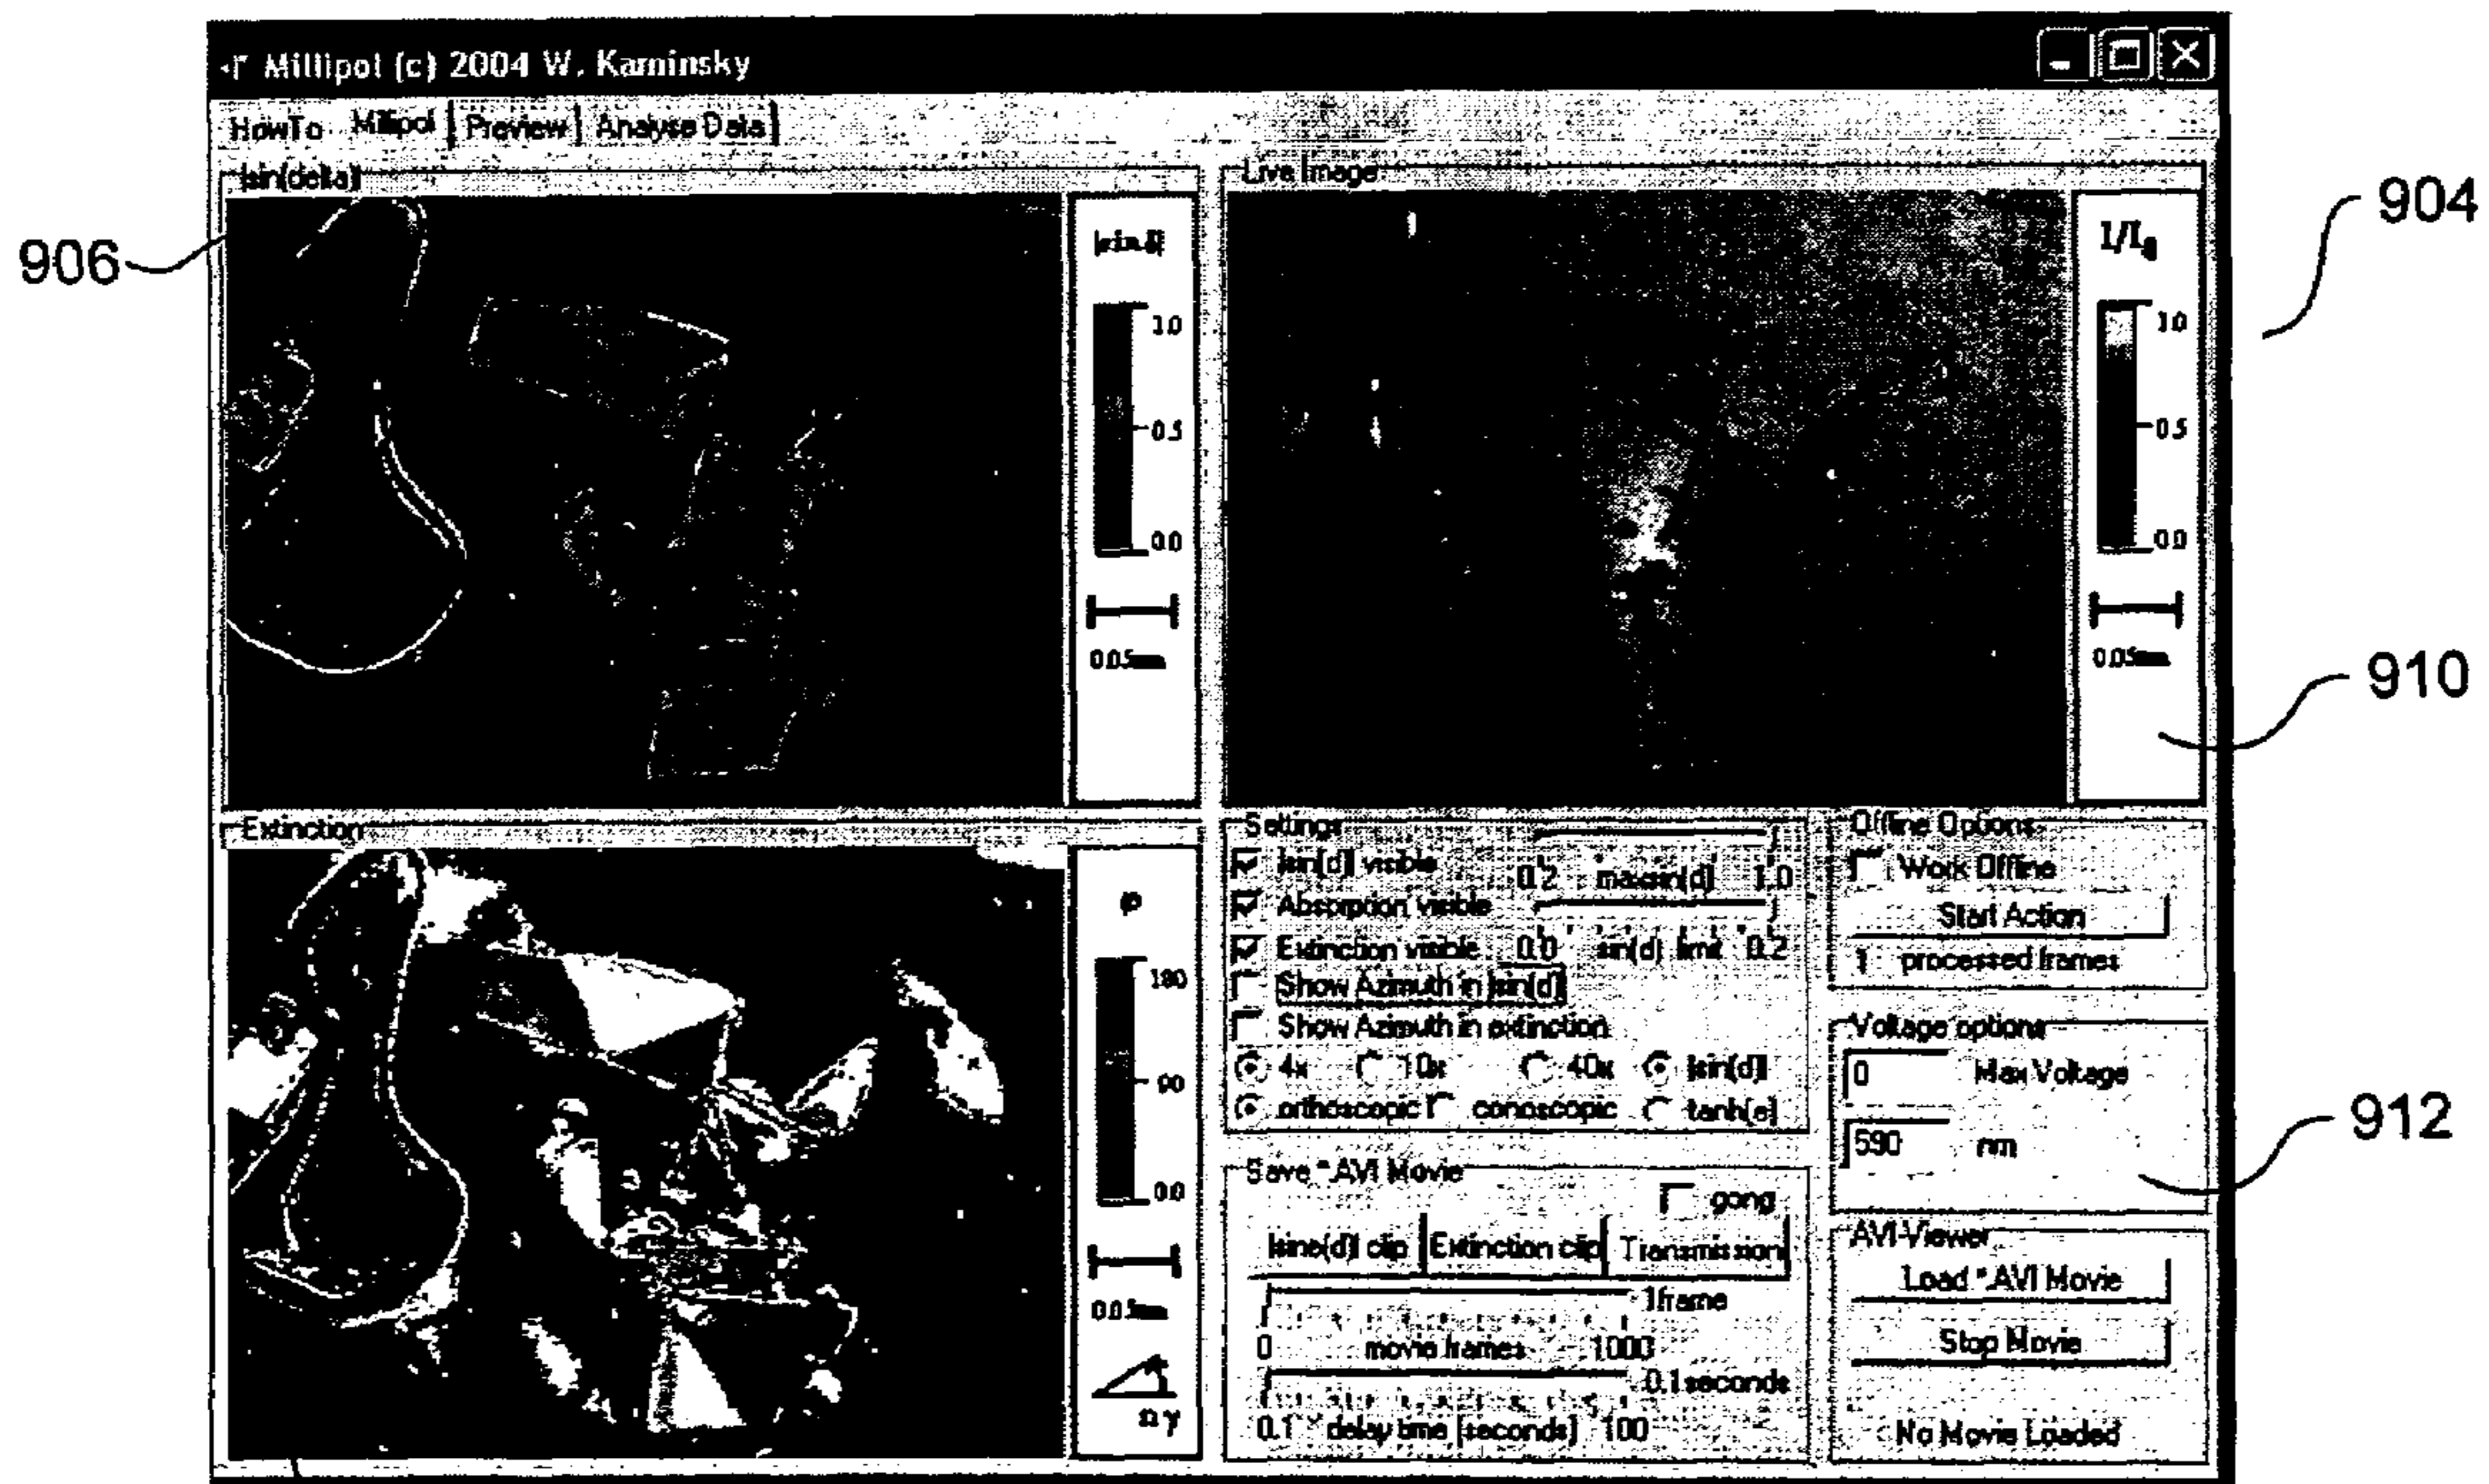 Millipol (c) 2004 W. Kaminsky
HowTo Millipol Preview Analyse Data
|sin(delta)|
Live Image
904
906
|sin δ|
1.0
0.5
0.0
0.05mm
I/I0
1.0
0.5
0.0
0.05mm
910
Extinction
φ
180
90
0.0
0.05mm
nγ
Settings
|sin(d)| visible
0.2 max sin(d) 1.0
Absorption visible
Extinction visible 0.0 sin(d) limit 0.2
Show Azimuth in |sin(d)|
Show Azimuth in extinction
4x 10x 40x |sin(d)|
orthoscopic conoscopic tanh(e)
Offline Options
Work Offline
Start Action
1 processed frames
Voltage options
0 Max Voltage
590 nm
912
Save *.AVI Movie
gong
|sine(d)| clip Extinction clip Transmission
1frame
0 movie frames 1000
0.1seconds
0.1 delay time [seconds] 100
AVI-Viewer
Load *.AVI Movie
Stop Movie
No Movie Loaded